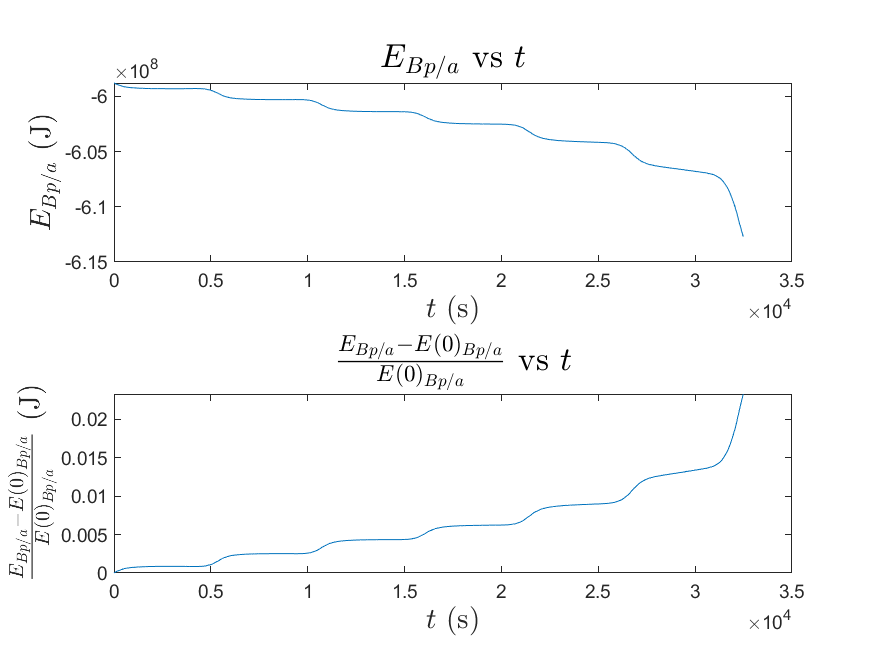 E_{Bp/a} vs t
×10^8
-6
-6.05
-6.1
-6.15
E_{Bp/a} (J)
0 0.5 1 1.5 2 2.5 3 3.5
t (s)
×10^4
\frac{E_{Bp/a}-E(0)_{Bp/a}}{E(0)_{Bp/a}} vs t
0.02
0.015
0.01
0.005
0
\frac{E_{Bp/a}-E(0)_{Bp/a}}{E(0)_{Bp/a}} (J)
0 0.5 1 1.5 2 2.5 3 3.5
t (s)
×10^4